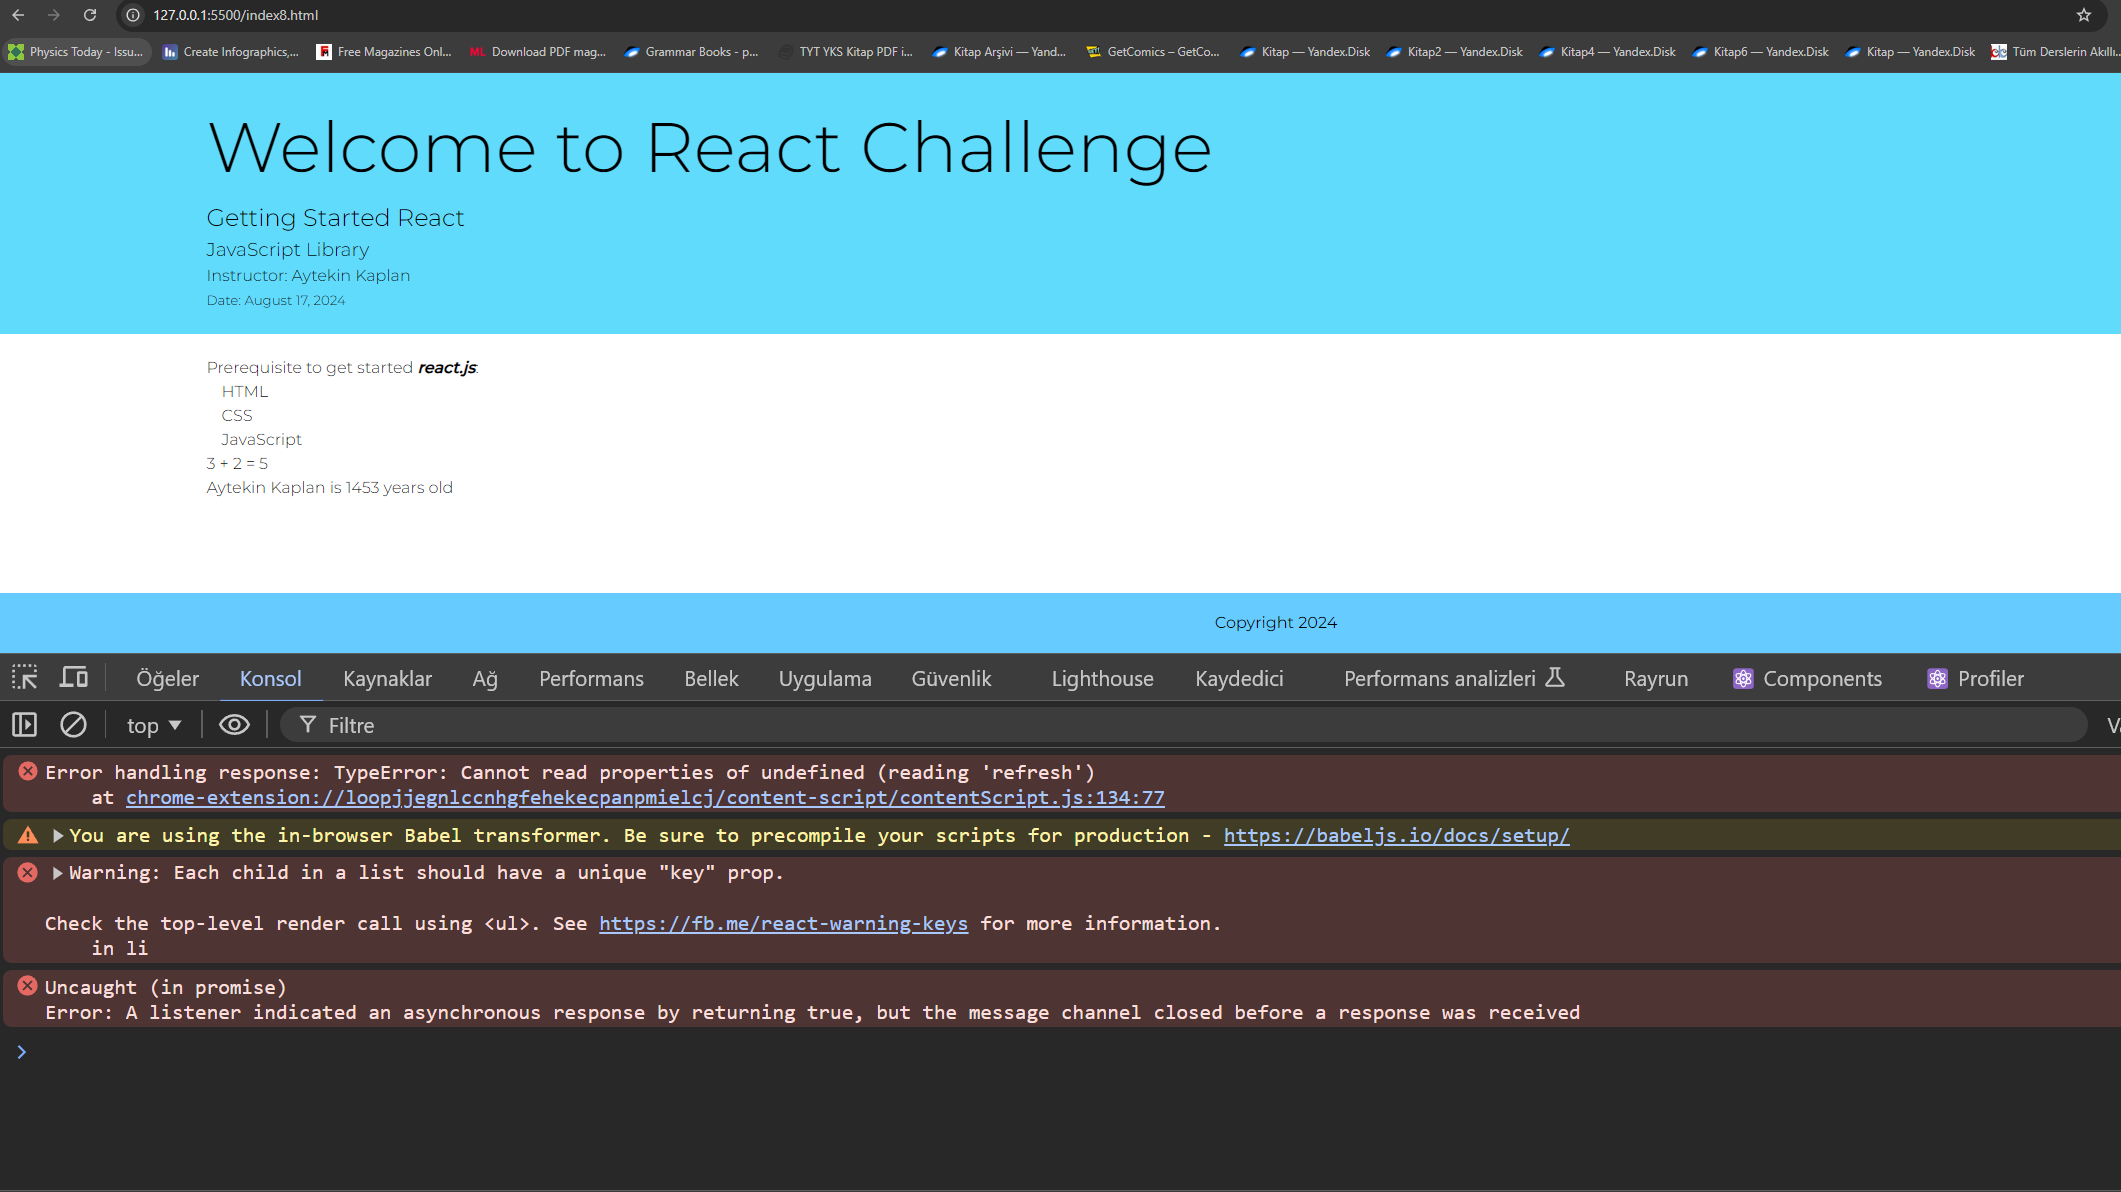 127.0.0.1:5500/index8.html
Physics Today - Issu... Create Infographics,... Free Magazines Onl... ML Download PDF mag... Grammar Books - p... TYT YKS Kitap PDF i... Kitap Arşivi — Yand... GetComics – GetCo... Kitap — Yandex.Disk Kitap2 — Yandex.Disk Kitap4 — Yandex.Disk Kitap6 — Yandex.Disk Kitap — Yandex.Disk Tüm Derslerin Akıllı...
Welcome to React Challenge
Getting Started React
JavaScript Library
Instructor: Aytekin Kaplan
Date: August 17, 2024
Prerequisite to get started react.js:
HTML
CSS
JavaScript
3 + 2 = 5
Aytekin Kaplan is 1453 years old
Copyright 2024
Öğeler Konsol Kaynaklar Ağ Performans Bellek Uygulama Güvenlik Lighthouse Kaydedici Performans analizleri Rayrun Components Profiler
top Filtre
Error handling response: TypeError: Cannot read properties of undefined (reading 'refresh')
at chrome-extension://loopjjegnlccnhgfehekecpanpmielcj/content-script/contentScript.js:134:77
You are using the in-browser Babel transformer. Be sure to precompile your scripts for production - https://babeljs.io/docs/setup/
Warning: Each child in a list should have a unique "key" prop.
Check the top-level render call using <ul>. See https://fb.me/react-warning-keys for more information.
in li
Uncaught (in promise)
Error: A listener indicated an asynchronous response by returning true, but the message channel closed before a response was received